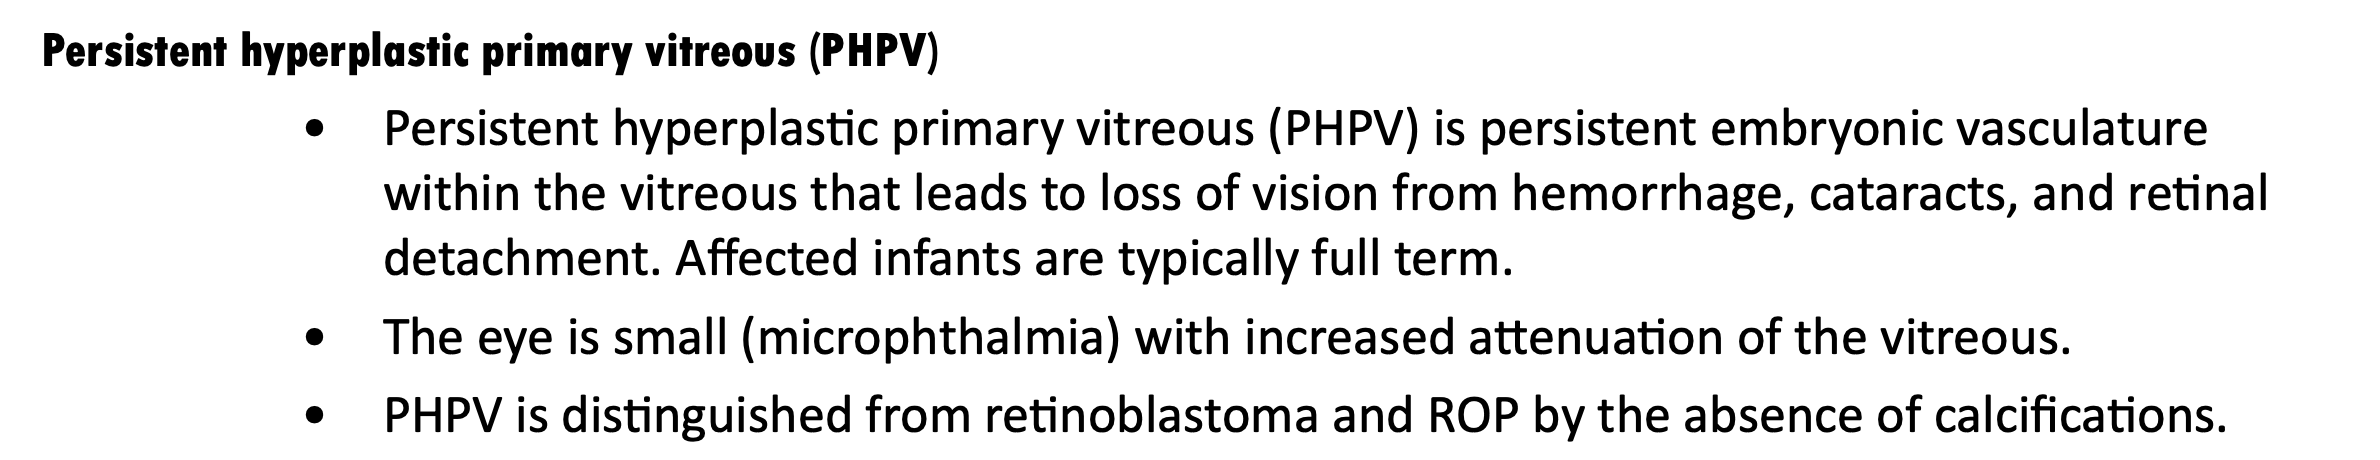 Persistent hyperplastic primary vitreous (PHPV)
• Persistent hyperplastic primary vitreous (PHPV) is persistent embryonic vasculature
within the vitreous that leads to loss of vision from hemorrhage, cataracts, and retinal
detachment. Affected infants are typically full term.
• The eye is small (microphthalmia) with increased attenuation of the vitreous.
• PHPV is distinguished from retinoblastoma and ROP by the absence of calcifications.